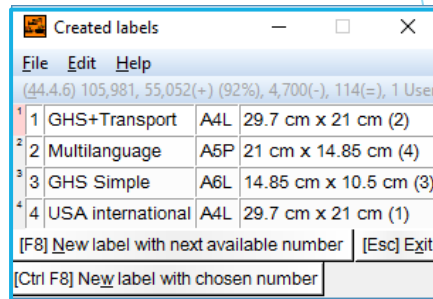 Created labels
File Edit Help
(44.4.6) 105,981, 55,052(+) (92%), 4,700(-), 114(=), 1 User
1 1 GHS+Transport A4L 29.7 cm x 21 cm (2)
2 2 Multilanguage A5P 21 cm x 14.85 cm (4)
3 3 GHS Simple A6L 14.85 cm x 10.5 cm (3)
4 4 USA international A4L 29.7 cm x 21 cm (1)
[F8] New label with next available number [Esc] Exit
[Ctrl F8] New label with chosen number